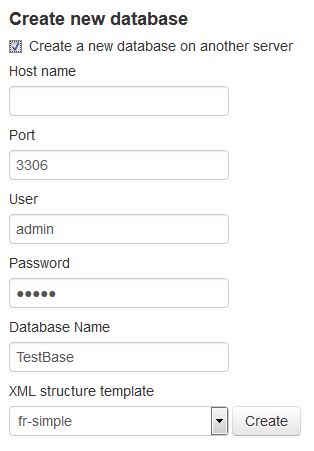 Create new database
Create a new database on another server
Host name
Port
3306
User
admin
Password
●●●●●
Database Name
TestBase
XML structure template
fr-simple Create